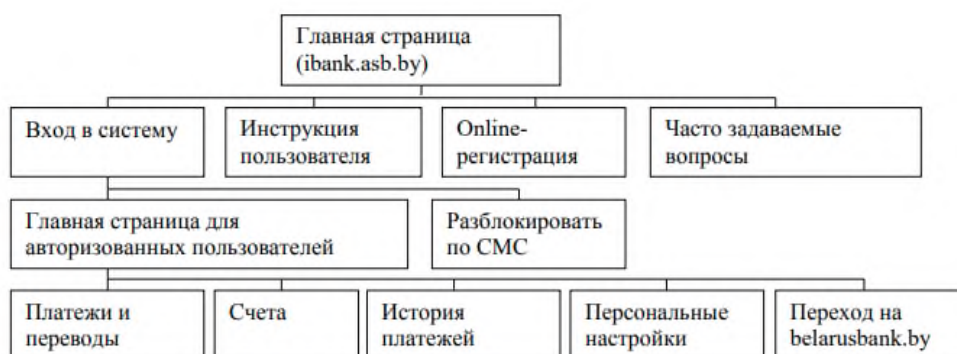 Главная страница
(ibank.asb.by)
Вход в систему
Инструкция
пользователя
Online-
регистрация
Часто задаваемые
вопросы
Главная страница для
авторизованных пользователей
Разблокировать
по СМС
Платежи и
переводы
Счета
История
платежей
Персональные
настройки
Переход на
belarusbank.by